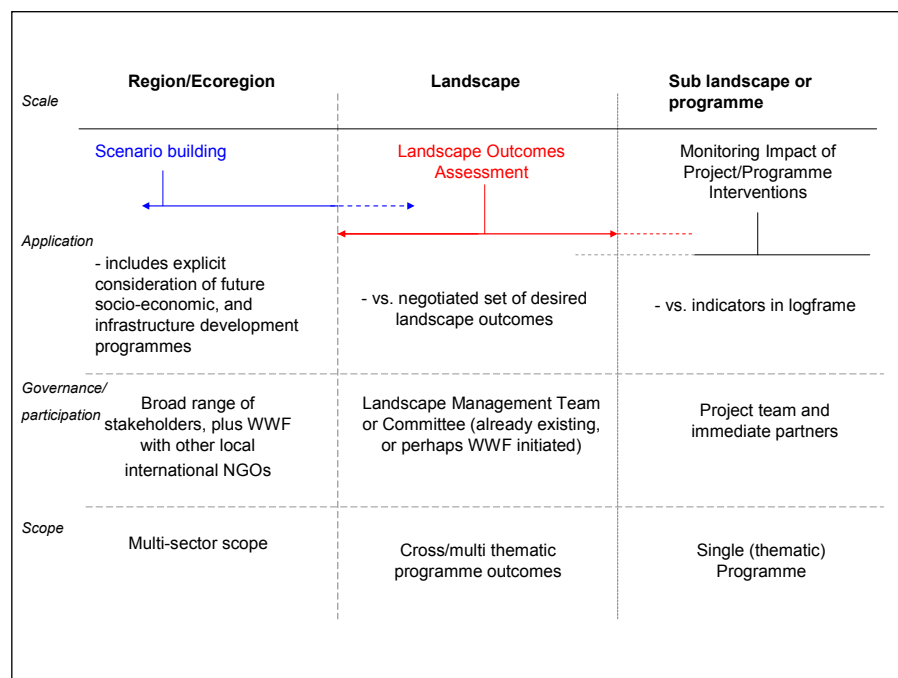 Scale
Region/Ecoregion
Landscape
Sub landscape or
programme
Scenario building
Landscape Outcomes
Assessment
Monitoring Impact of
Project/Programme
Interventions
Application
- includes explicit
consideration of future
socio-economic, and
infrastructure development
programmes
- vs. negotiated set of desired
landscape outcomes
- vs. indicators in logframe
Governance/
participation
Broad range of
stakeholders, plus WWF
with other local
international NGOs
Landscape Management Team
or Committee (already existing,
or perhaps WWF initiated)
Project team and
immediate partners
Scope
Multi-sector scope
Cross/multi thematic
programme outcomes
Single (thematic)
Programme